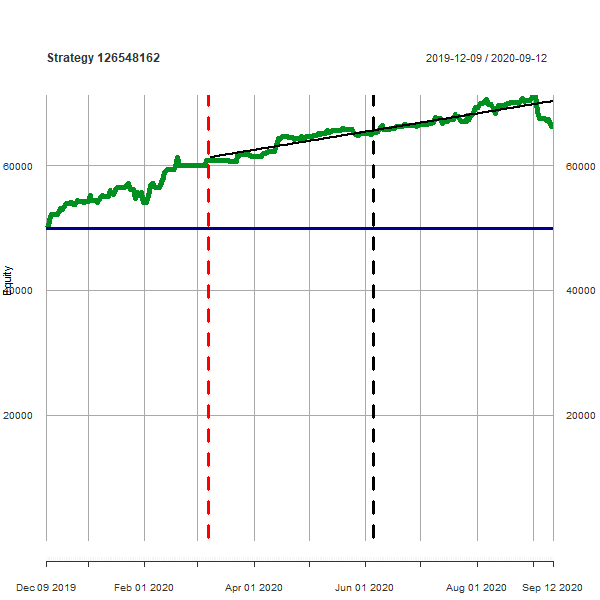 Strategy 126548162
2019-12-09 / 2020-09-12
60000
60000
Equity
40000
40000
20000
20000
Dec 09 2019
Feb 01 2020
Apr 01 2020
Jun 01 2020
Aug 01 2020
Sep 12 2020